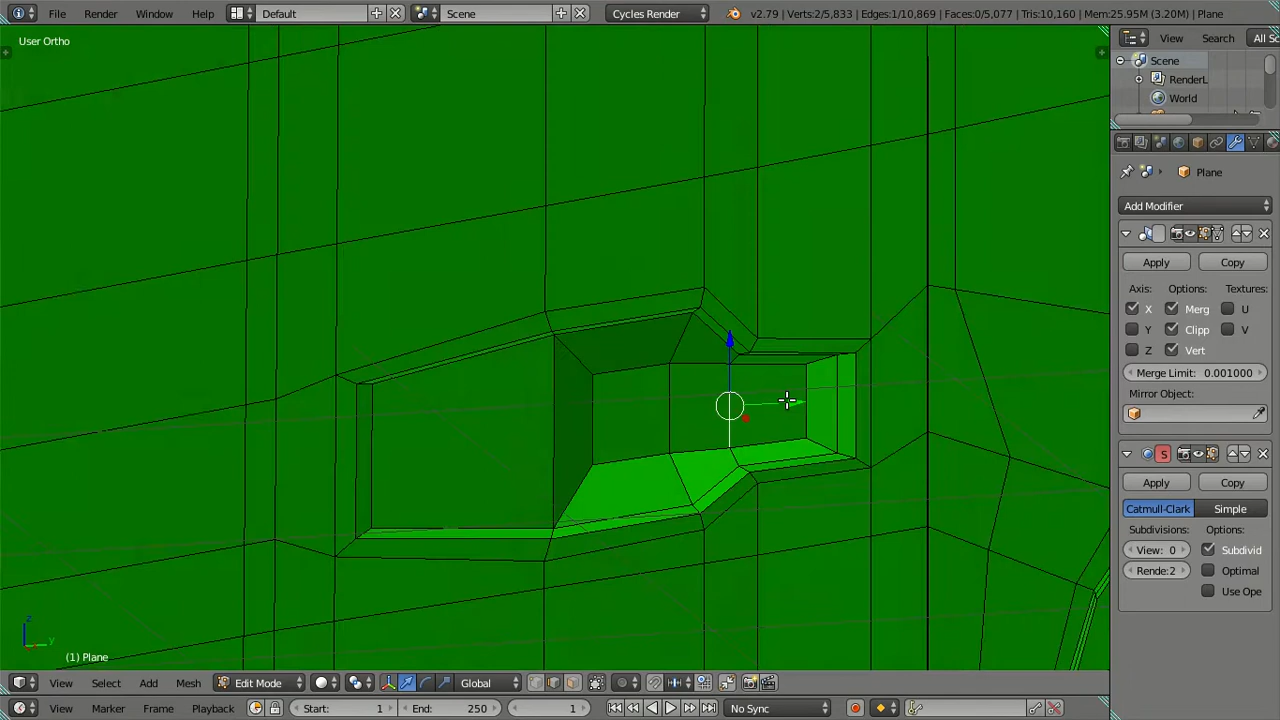 File Render Window Help Default Scene Cycles Render v2.79 | Verts:2/5,833 | Edges:1/10,869 | Faces:0/5,077 | Tris:10,160 | Mem:25.95M (3.20M) | Plane
User Ortho
View Search All Sc
Scene
RenderL
World
Plane
Add Modifier
Apply Copy
Axis: Options: Textures:
X Merg U
Y Clipp V
Z Vert
Merge Limit: 0.001000
Mirror Object:
S
Apply Copy
Catmull-Clark Simple
Subdivisions: Options:
View: 0 Subdivid
Rende:2 Optimal
Use Ope
z
y
(1) Plane
View Select Add Mesh Edit Mode Global
View Marker Frame Playback Start: 1 End: 250 1 No Sync